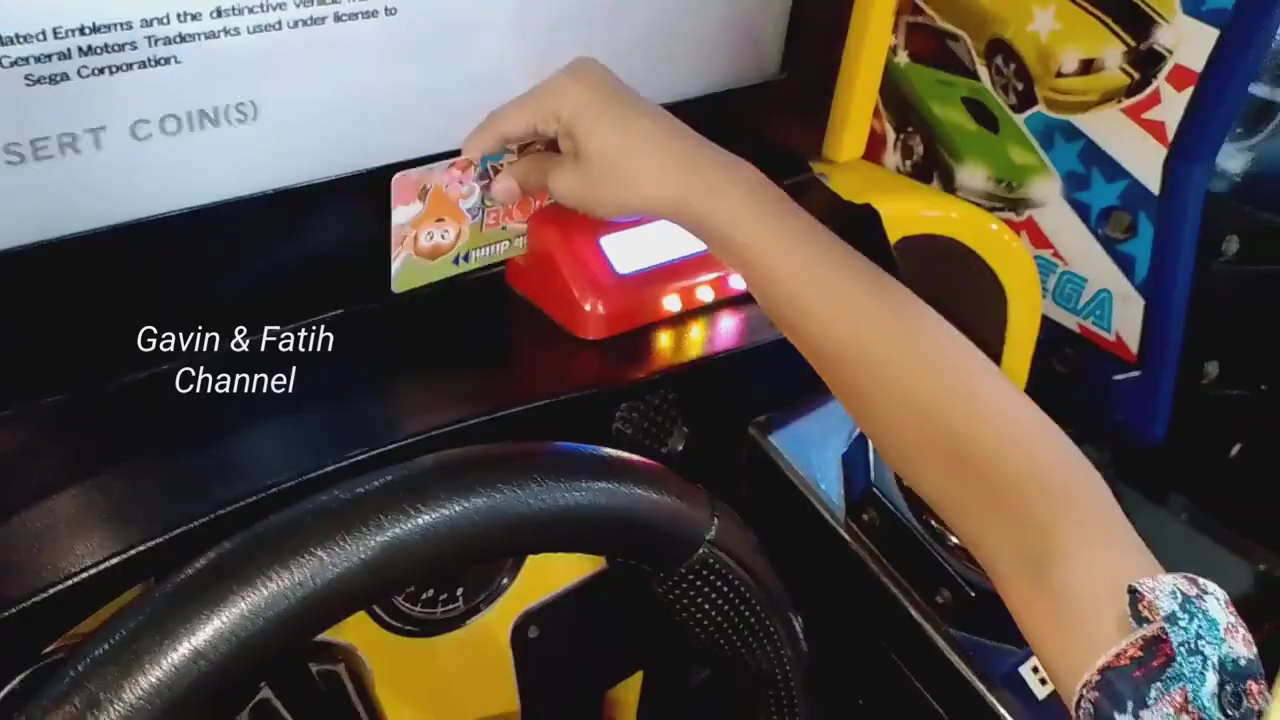 lated Emblems and the distinctive
General Motors Trademarks used under license to
Sega Corporation.
SERT COIN(S)
Gavin & Fatih
Channel
SEGA